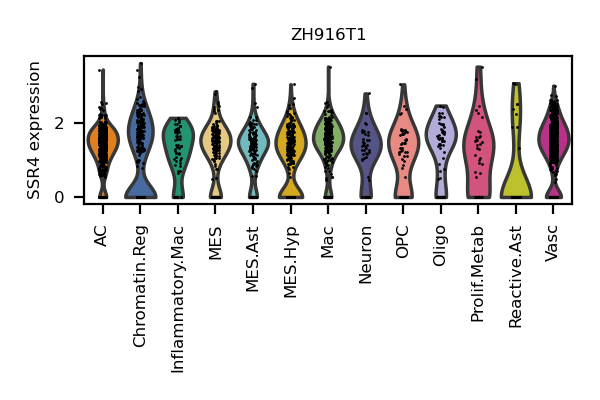 ZH916T1
SSR4 expression
2
0
AC
Chromatin.Reg
Inflammatory.Mac
MES
MES.Ast
MES.Hyp
Mac
Neuron
OPC
Oligo
Prolif.Metab
Reactive.Ast
Vasc